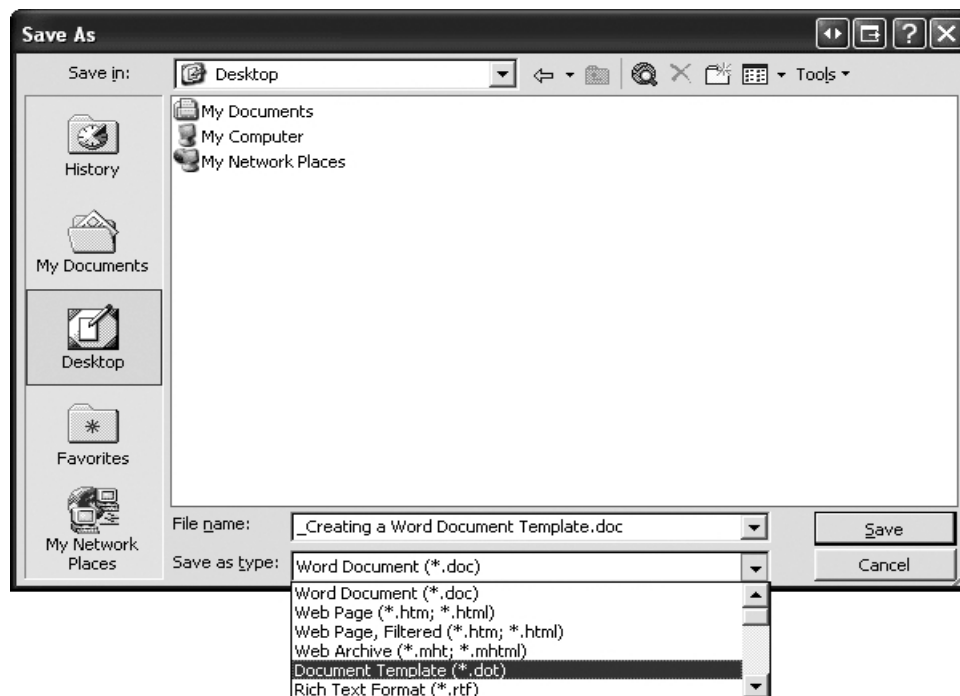 Save As
Save in:
Desktop
Tools
My Documents
My Computer
My Network Places
History
My Documents
Desktop
Favorites
My Network
Places
File name:
_Creating a Word Document Template.doc
Save
Save as type:
Word Document (*.doc)
Cancel
Word Document (*.doc)
Web Page (*.htm; *.html)
Web Page, Filtered (*.htm; *.html)
Web Archive (*.mht; *.mhtml)
Document Template (*.dot)
Rich Text Format (*.rtf)